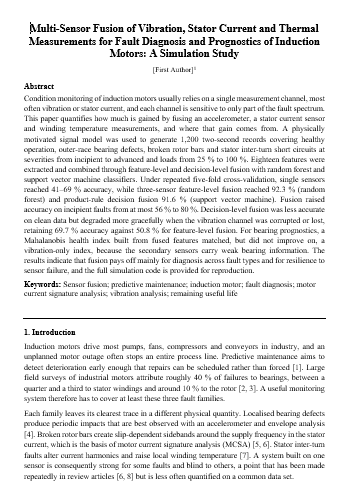 Multi-Sensor Fusion of Vibration, Stator Current and Thermal
Measurements for Fault Diagnosis and Prognostics of Induction
Motors: A Simulation Study
[First Author]¹
Abstract
Condition monitoring of induction motors usually relies on a single measurement channel, most
often vibration or stator current, and each channel is sensitive to only part of the fault spectrum.
This paper quantifies how much is gained by fusing an accelerometer, a stator current sensor
and winding temperature measurements, and where that gain comes from. A physically
motivated signal model was used to generate 1,200 two-second records covering healthy
operation, outer-race bearing defects, broken rotor bars and stator inter-turn short circuits at
severities from incipient to advanced and loads from 25 % to 100 %. Eighteen features were
extracted and combined through feature-level and decision-level fusion with random forest and
support vector machine classifiers. Under repeated five-fold cross-validation, single sensors
reached 41–69 % accuracy, while three-sensor feature-level fusion reached 92.3 % (random
forest) and product-rule decision fusion 91.6 % (support vector machine). Fusion raised
accuracy on incipient faults from at most 56 % to 80 %. Decision-level fusion was less accurate
on clean data but degraded more gracefully when the vibration channel was corrupted or lost,
retaining 69.7 % accuracy against 50.8 % for feature-level fusion. For bearing prognostics, a
Mahalanobis health index built from fused features matched, but did not improve on, a
vibration-only index, because the secondary sensors carry weak bearing information. The
results indicate that fusion pays off mainly for diagnosis across fault types and for resilience to
sensor failure, and the full simulation code is provided for reproduction.
Keywords: Sensor fusion; predictive maintenance; induction motor; fault diagnosis; motor
current signature analysis; vibration analysis; remaining useful life
1. Introduction
Induction motors drive most pumps, fans, compressors and conveyors in industry, and an
unplanned motor outage often stops an entire process line. Predictive maintenance aims to
detect deterioration early enough that repairs can be scheduled rather than forced [1]. Large
field surveys of industrial motors attribute roughly 40 % of failures to bearings, between a
quarter and a third to stator windings and around 10 % to the rotor [2, 3]. A useful monitoring
system therefore has to cover at least these three fault families.
Each family leaves its clearest trace in a different physical quantity. Localised bearing defects
produce periodic impacts that are best observed with an accelerometer and envelope analysis
[4]. Broken rotor bars create slip-dependent sidebands around the supply frequency in the stator
current, which is the basis of motor current signature analysis (MCSA) [5, 6]. Stator inter-turn
faults alter current harmonics and raise local winding temperature [7]. A system built on one
sensor is consequently strong for some faults and blind to others, a point that has been made
repeatedly in review articles [6, 8] but is less often quantified on a common data set.